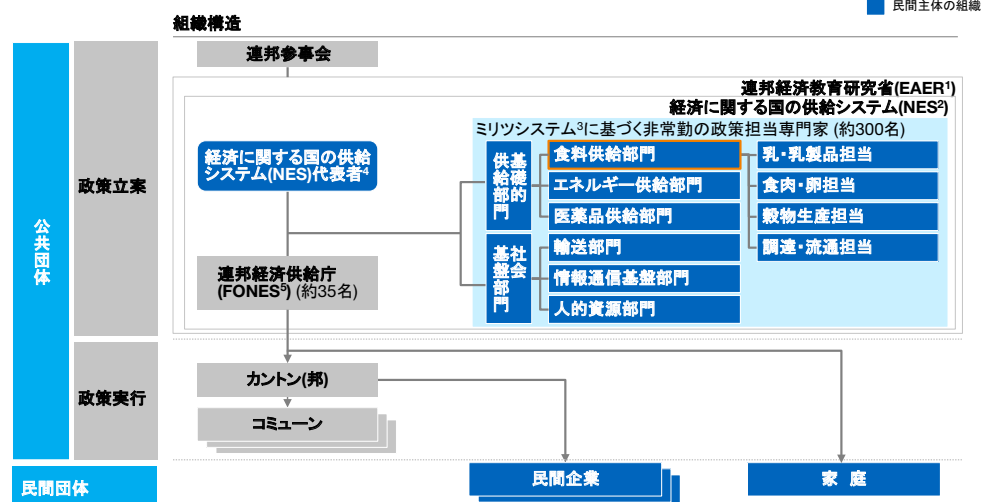 民間主体の組織
組織構造
連邦参事会
連邦経済教育研究省(EAER¹)
経済に関する国の供給システム(NES²)
ミリツシステム³に基づく非常勤の政策担当専門家 (約300名)
経済に関する国の供給
システム(NES)代表者⁴
基礎的
供給部門
食料供給部門
エネルギー供給部門
医薬品供給部門
乳・乳製品担当
食肉・卵担当
穀物生産担当
調達・流通担当
社会
基盤部門
輸送部門
情報通信基盤部門
人的資源部門
連邦経済供給庁
(FONES⁵) (約35名)
公共団体
政策立案
政策実行
カントン(邦)
コミューン
民間団体
民間企業
家 庭